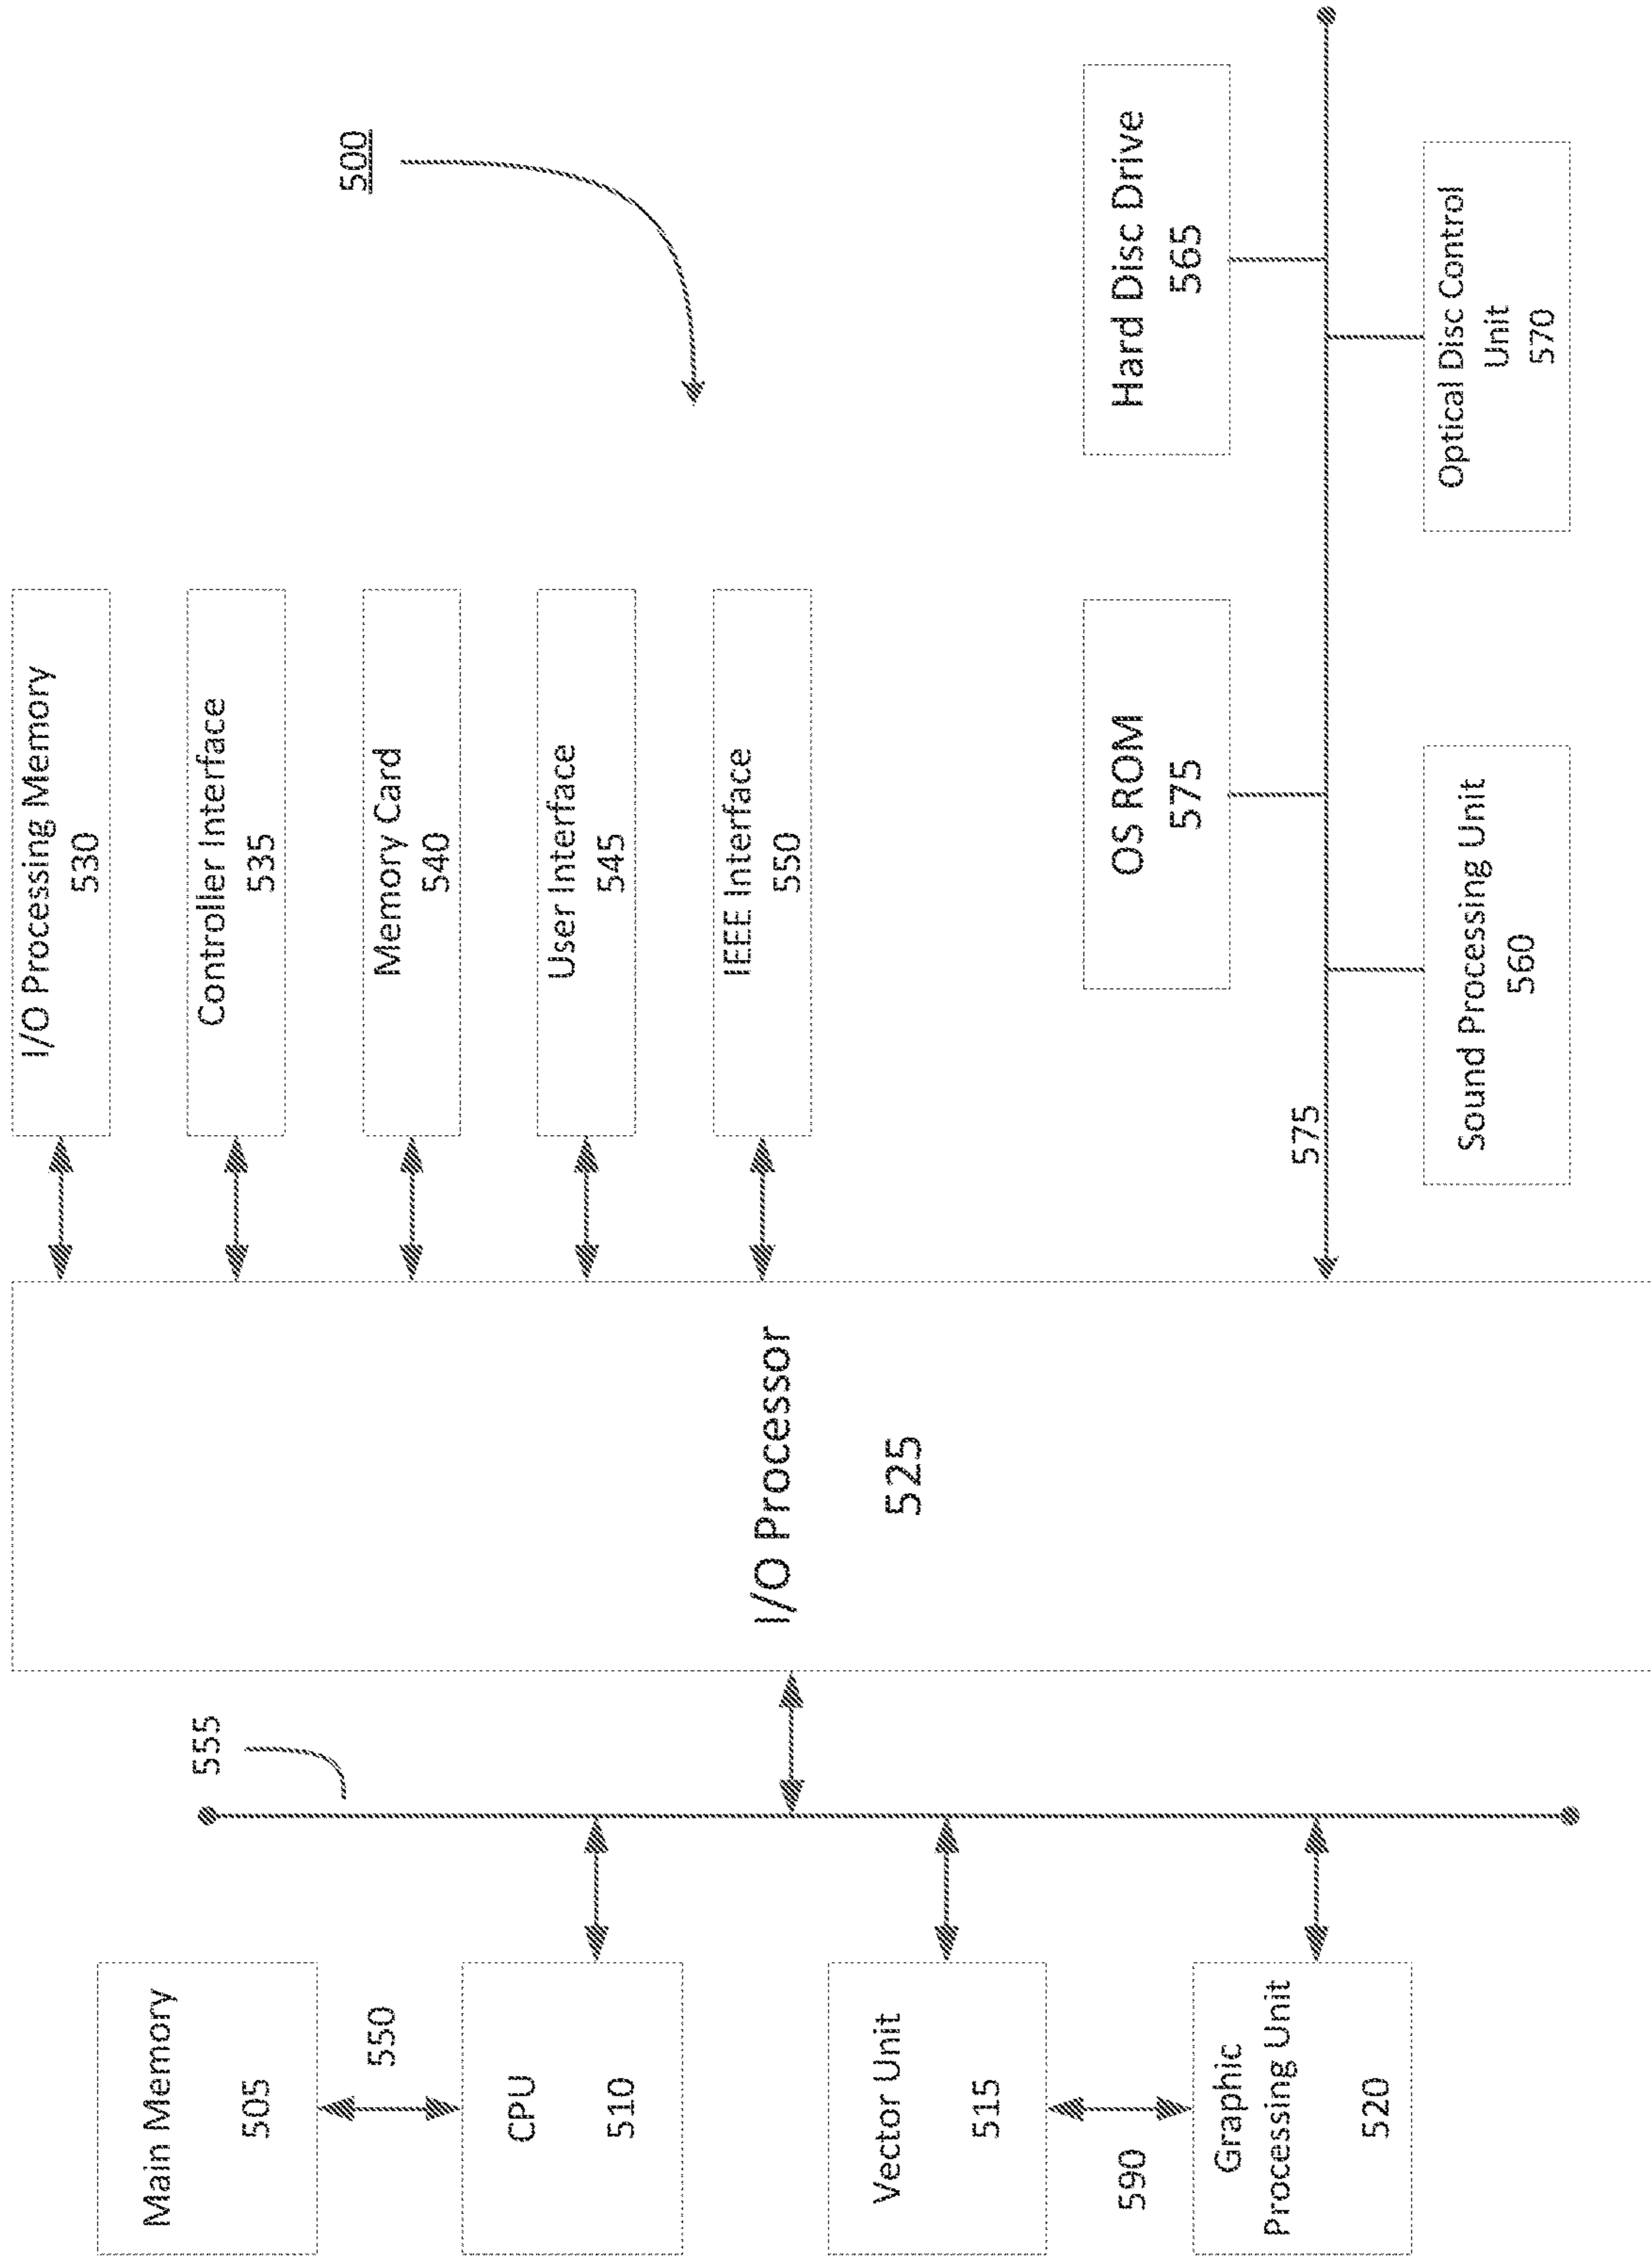 500
Main Memory
505
550
CPU
510
Vector Unit
515
590
Graphic
Processing Unit
520
555
I/O Processor
525
I/O Processing Memory
530
Controller Interface
535
Memory Card
540
User Interface
545
IEEE Interface
550
OS ROM
575
Hard Disc Drive
565
575
Sound Processing Unit
560
Optical Disc Control
Unit
570